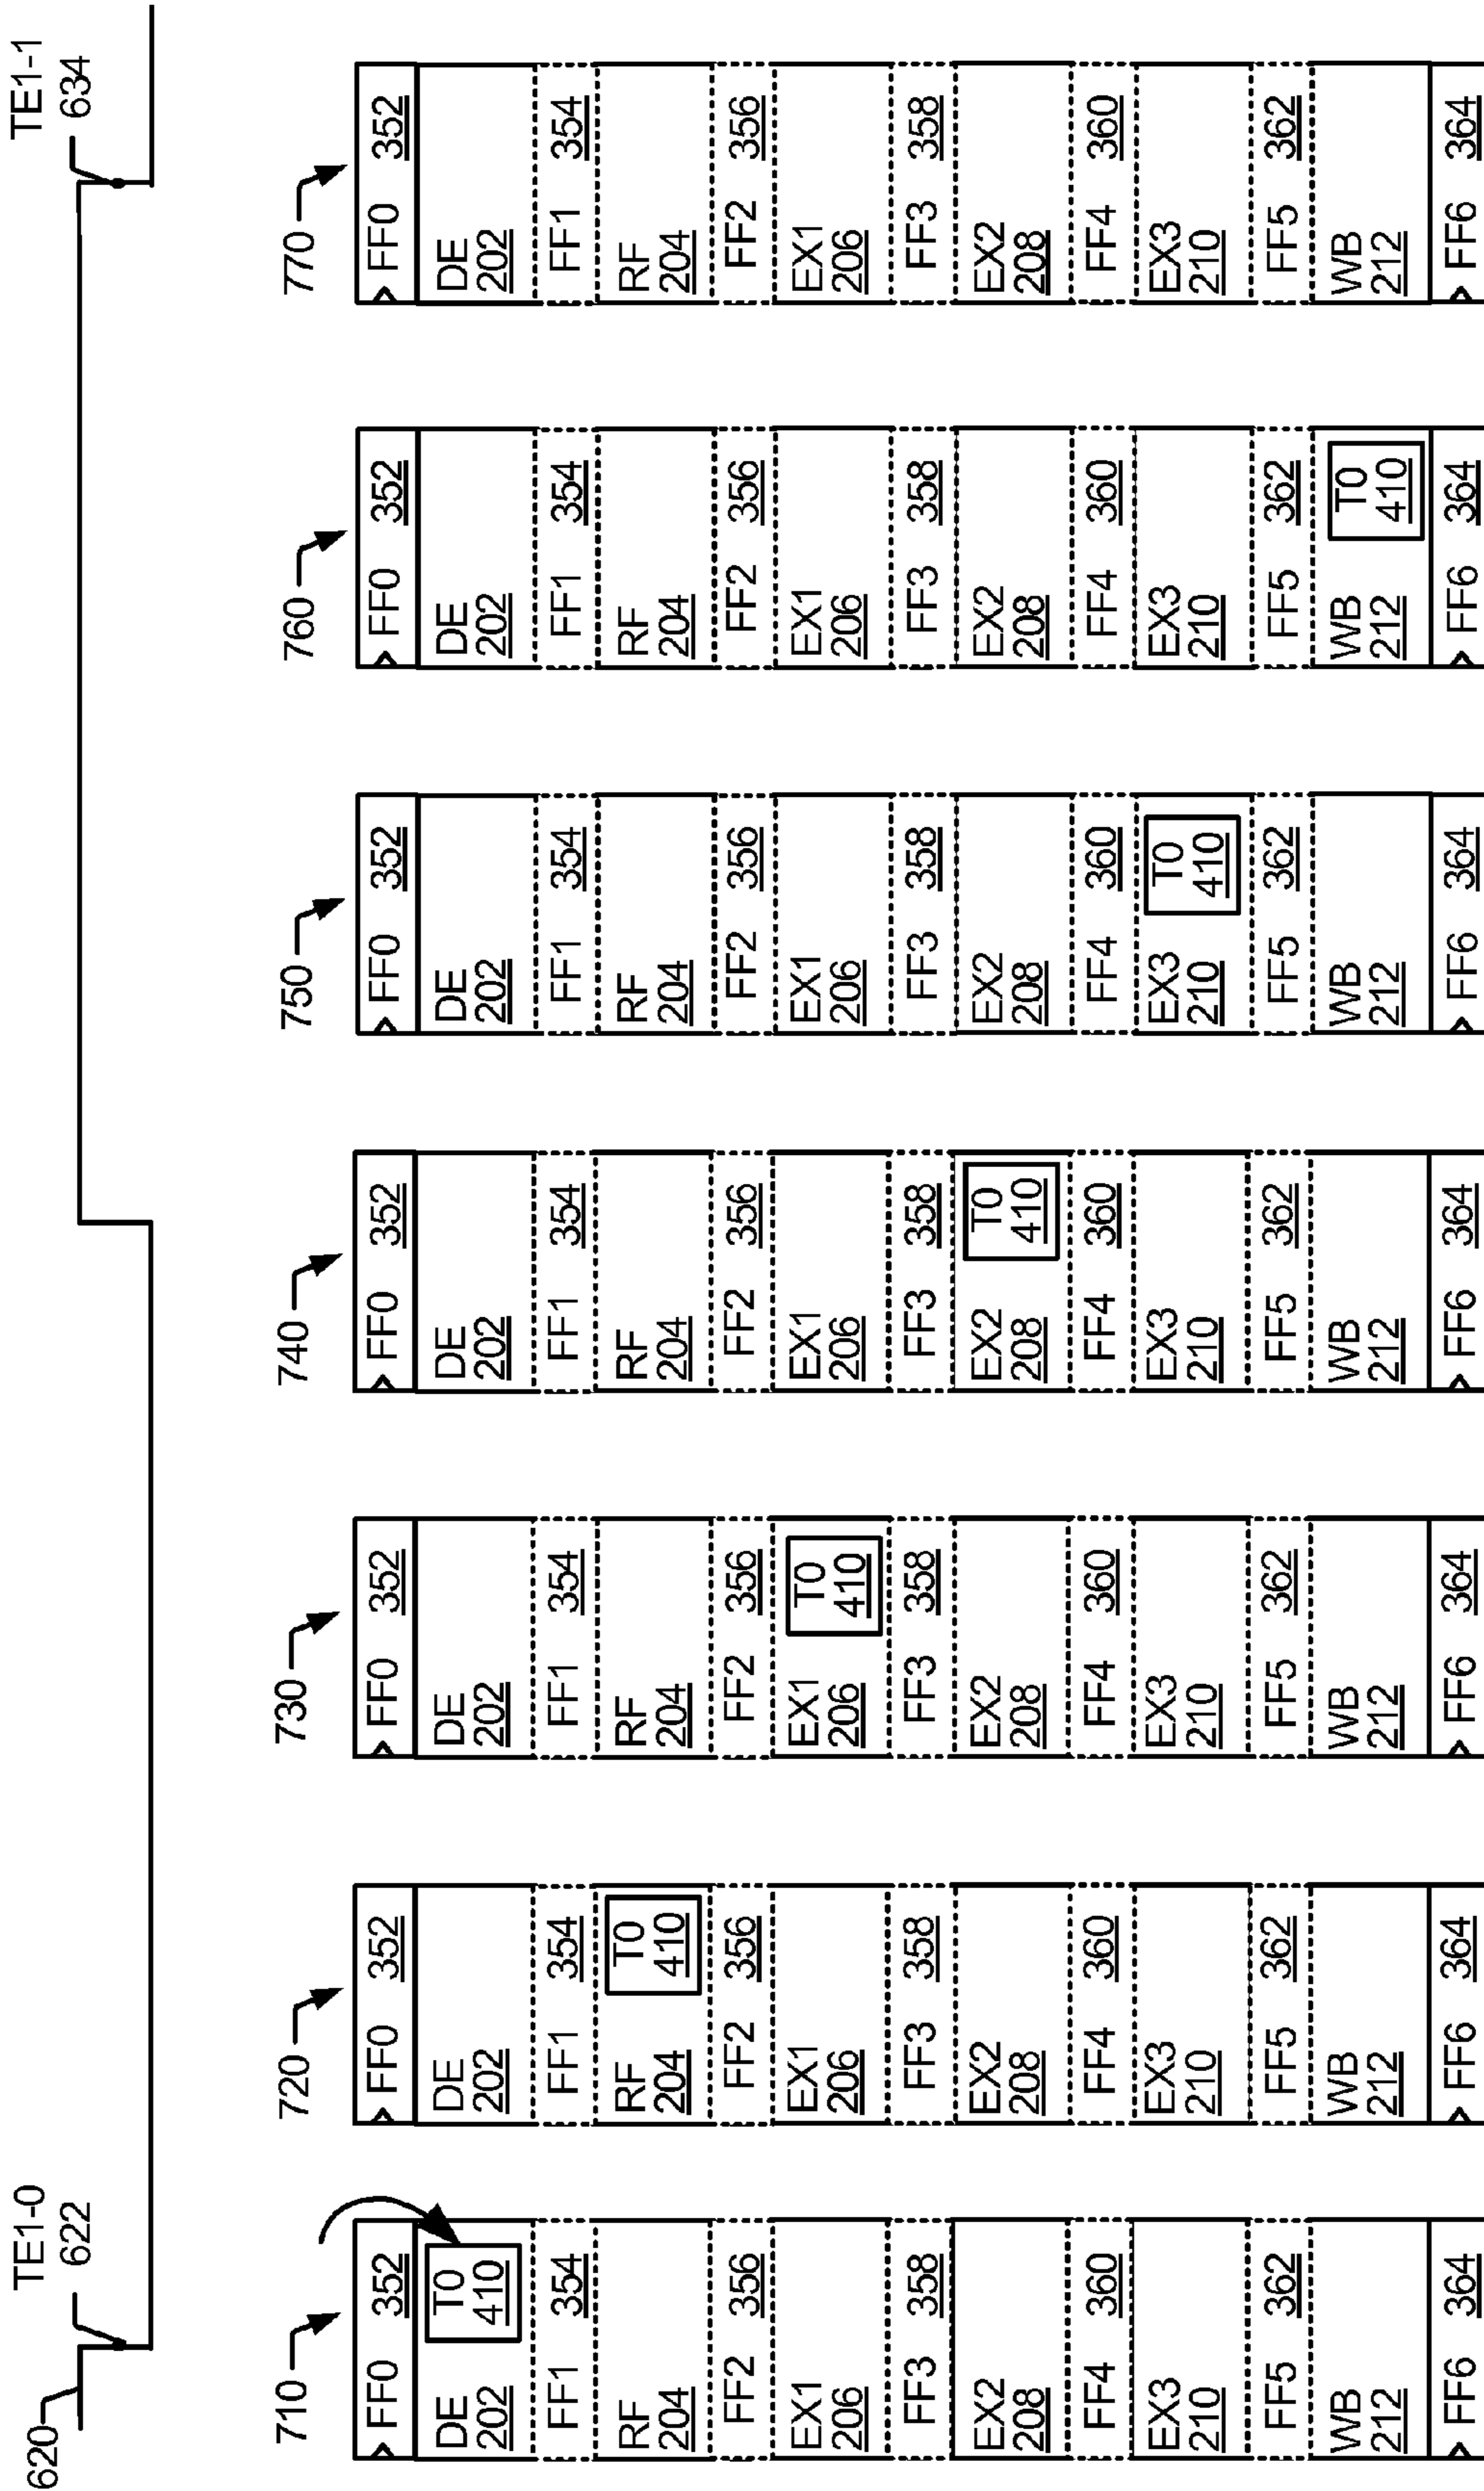 620
TE1-0
622
TE1-1
634
710
FF0 352
DE
202
T0
410
FF1 354
RF
204
FF2 356
EX1
206
FF3 358
EX2
208
FF4 360
EX3
210
FF5 362
WB
212
FF6 364
720
FF0 352
DE
202
FF1 354
RF
204
T0
410
FF2 356
EX1
206
FF3 358
EX2
208
FF4 360
EX3
210
FF5 362
WB
212
FF6 364
730
FF0 352
DE
202
FF1 354
RF
204
FF2 356
EX1
206
T0
410
FF3 358
EX2
208
FF4 360
EX3
210
FF5 362
WB
212
FF6 364
740
FF0 352
DE
202
FF1 354
RF
204
FF2 356
EX1
206
FF3 358
EX2
208
T0
410
FF4 360
EX3
210
FF5 362
WB
212
FF6 364
750
FF0 352
DE
202
FF1 354
RF
204
FF2 356
EX1
206
FF3 358
EX2
208
FF4 360
EX3
210
T0
410
FF5 362
WB
212
FF6 364
760
FF0 352
DE
202
FF1 354
RF
204
FF2 356
EX1
206
FF3 358
EX2
208
FF4 360
EX3
210
FF5 362
WB
212
T0
410
FF6 364
770
FF0 352
DE
202
FF1 354
RF
204
FF2 356
EX1
206
FF3 358
EX2
208
FF4 360
EX3
210
FF5 362
WB
212
FF6 364